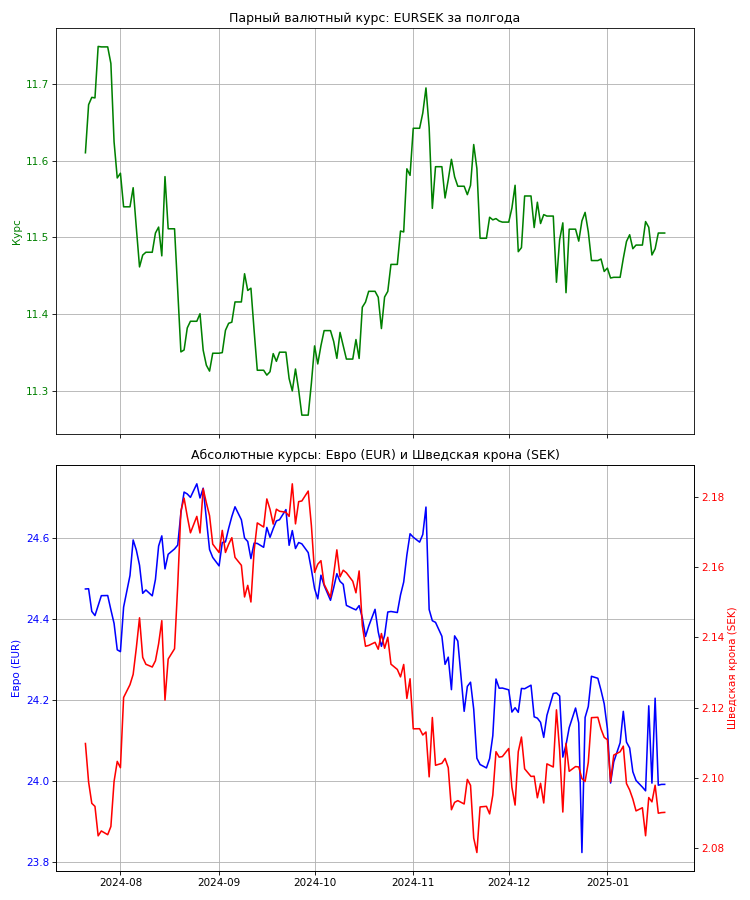 Парный валютный курс: EURSEK за полгода
11.7
11.6
11.5
11.4
11.3
Курс
Абсолютные курсы: Евро (EUR) и Шведская крона (SEK)
24.6
24.4
24.2
24.0
23.8
Евро (EUR)
2.18
2.16
2.14
2.12
2.10
2.08
Шведская крона (SEK)
2024-08 2024-09 2024-10 2024-11 2024-12 2025-01